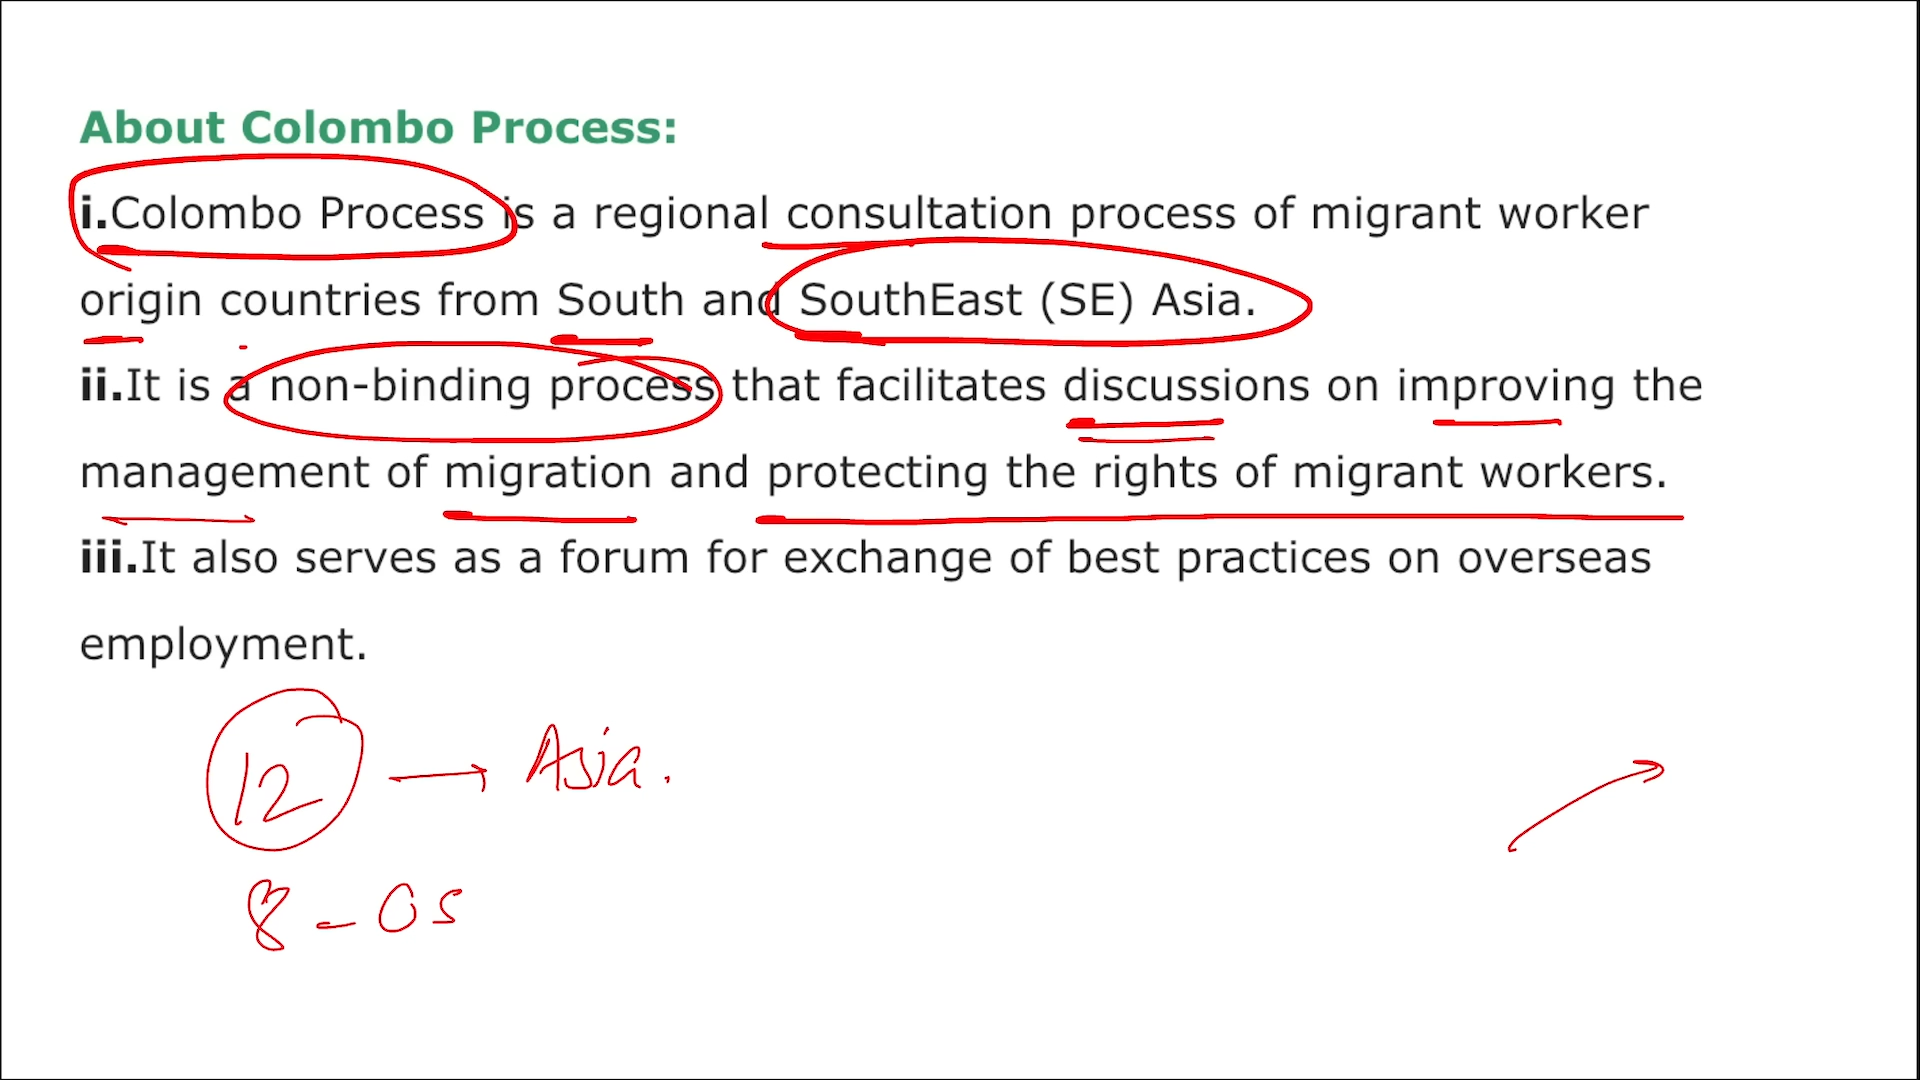 About Colombo Process:
i.Colombo Process is a regional consultation process of migrant worker
origin countries from South and SouthEast (SE) Asia.
ii.It is a non-binding process that facilitates discussions on improving the
management of migration and protecting the rights of migrant workers.
iii.It also serves as a forum for exchange of best practices on overseas
employment.
12 → Asia.
8 - OS